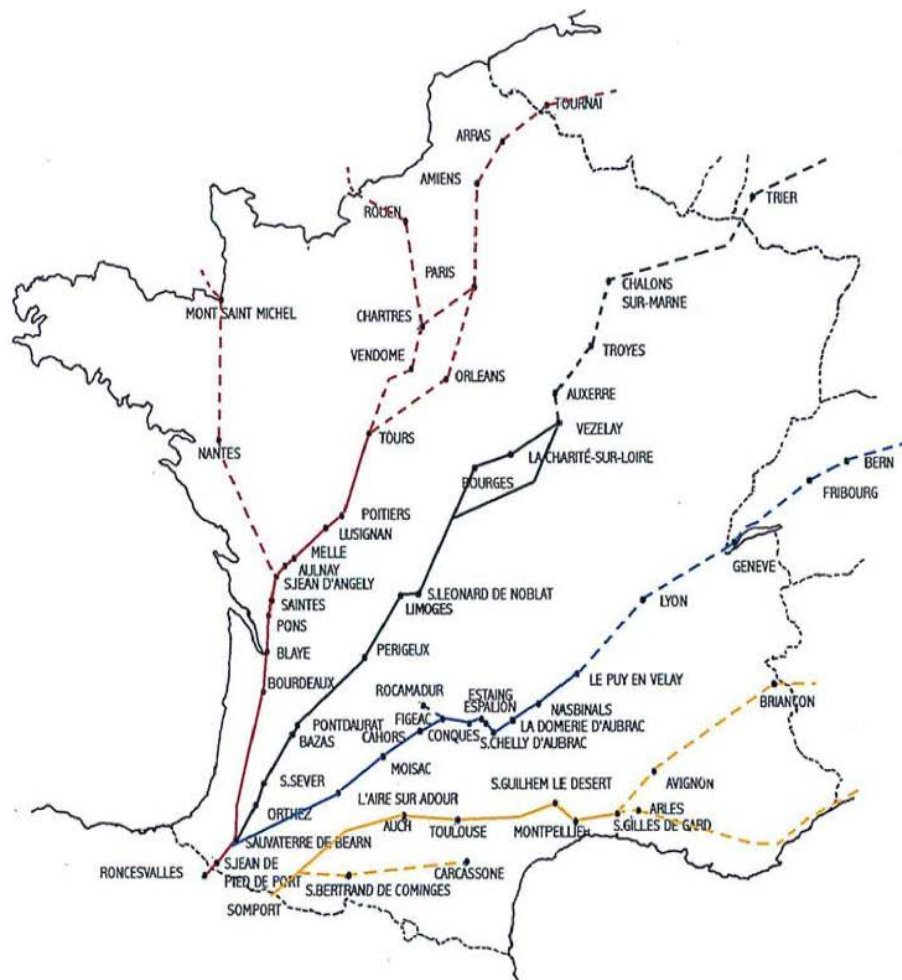 TOURNAI
ARRAS
AMIENS
TRIER
ROUEN
PARIS
CHALONS
SUR-MARNE
MONT SAINT MICHEL
CHARTRES
TROYES
VENDOME
ORLEANS
AUXERRE
VEZELAY
TOURS
NANTES
LA CHARITÉ-SUR-LOIRE
BERN
BOURGES
FRIBOURG
POITIERS
LUSIGNAN
MELLE
AULNAY
GENEVE
SJEAN D'ANGELY
S.LEONARD DE NOBLAT
LYON
SAINTES
LIMOGES
PONS
BLAYE
PERIGEUX
LE PUY EN VELAY
BOURDEAUX
ROCAMADUR
ESTAING
BRIANÇON
ESPALION
NASBINALS
PONTDAURAT
FIGEAC
LA DOMERIE D'AUBRAC
BAZAS
CAHORS
CONQUES
S.CHELLY D'AUBRAC
MOISAC
S.SEVER
S.GUILHEM LE DESERT
AVIGNON
L'AIRE SUR ADOUR
ORTHEZ
ARLES
AUCH
TOULOUSE
MONTPELLIER
S.GILLES DE GARD
SAUVATERRE DE BEARN
SJEAN DE
PIED DE PORT
RONCESVALLES
CARCASSONE
S.BERTRAND DE COMINGES
SOMPORT